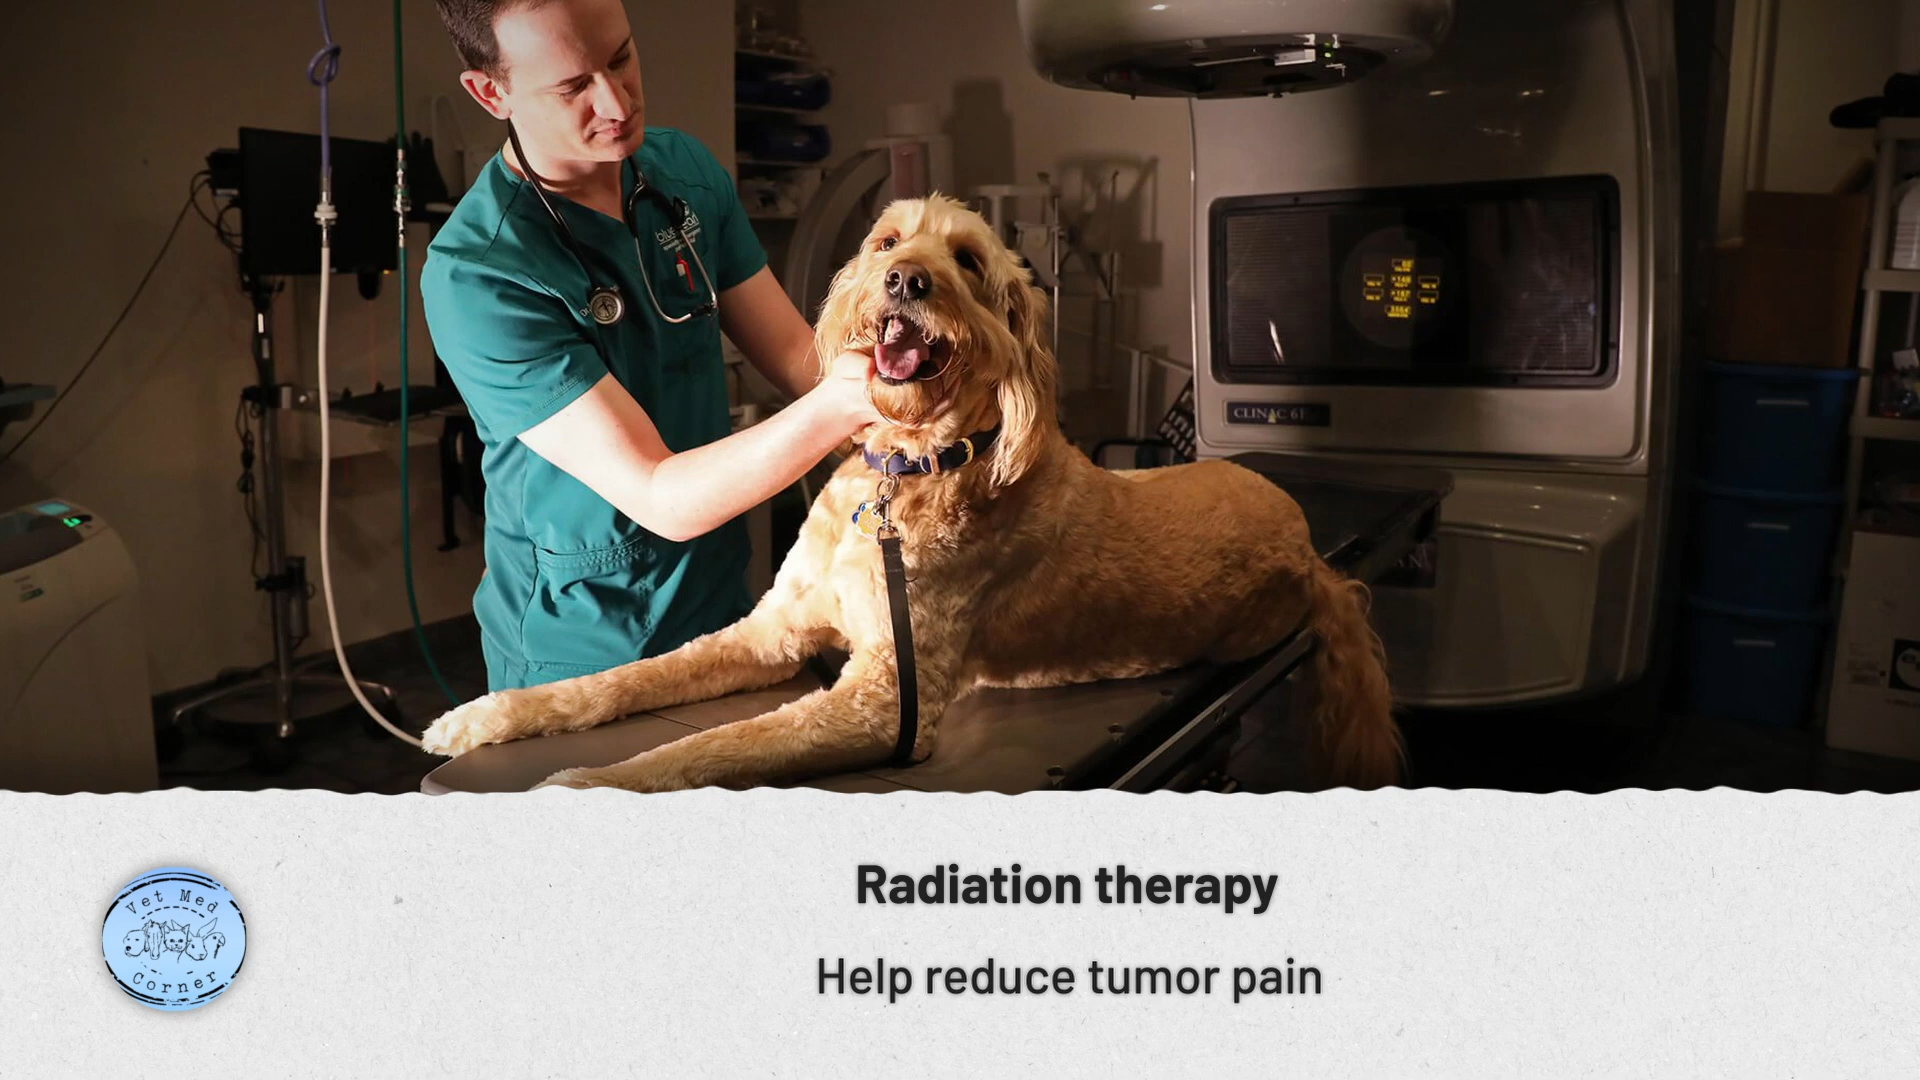 CLINAC 6E
Radiation therapy
Help reduce tumor pain
Vet Med
Corner